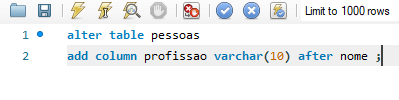 Limit to 1000 rows
1 alter table pessoas
2 add column profissao varchar(10) after nome ;